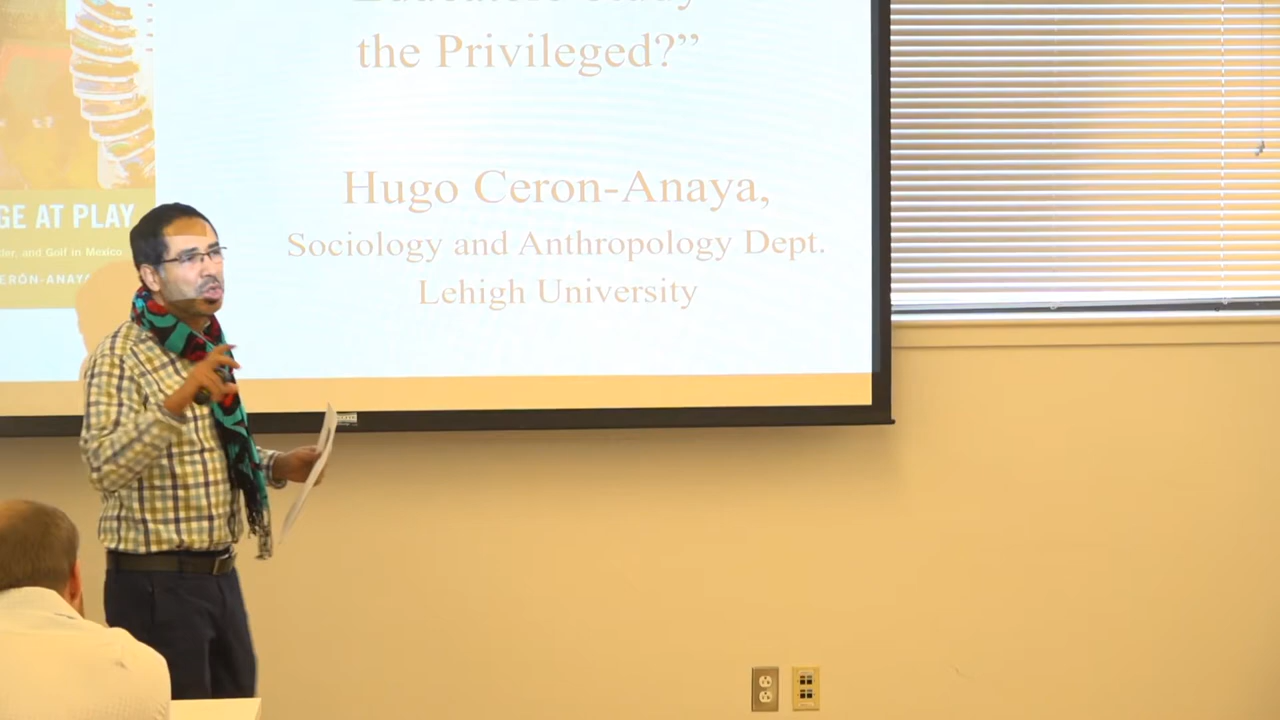 the Privileged?”
Hugo Ceron-Anaya,
Sociology and Anthropology Dept.
Lehigh University
GE AT PLAY
der, and Golf in Mexico
ERÓN-ANAYA